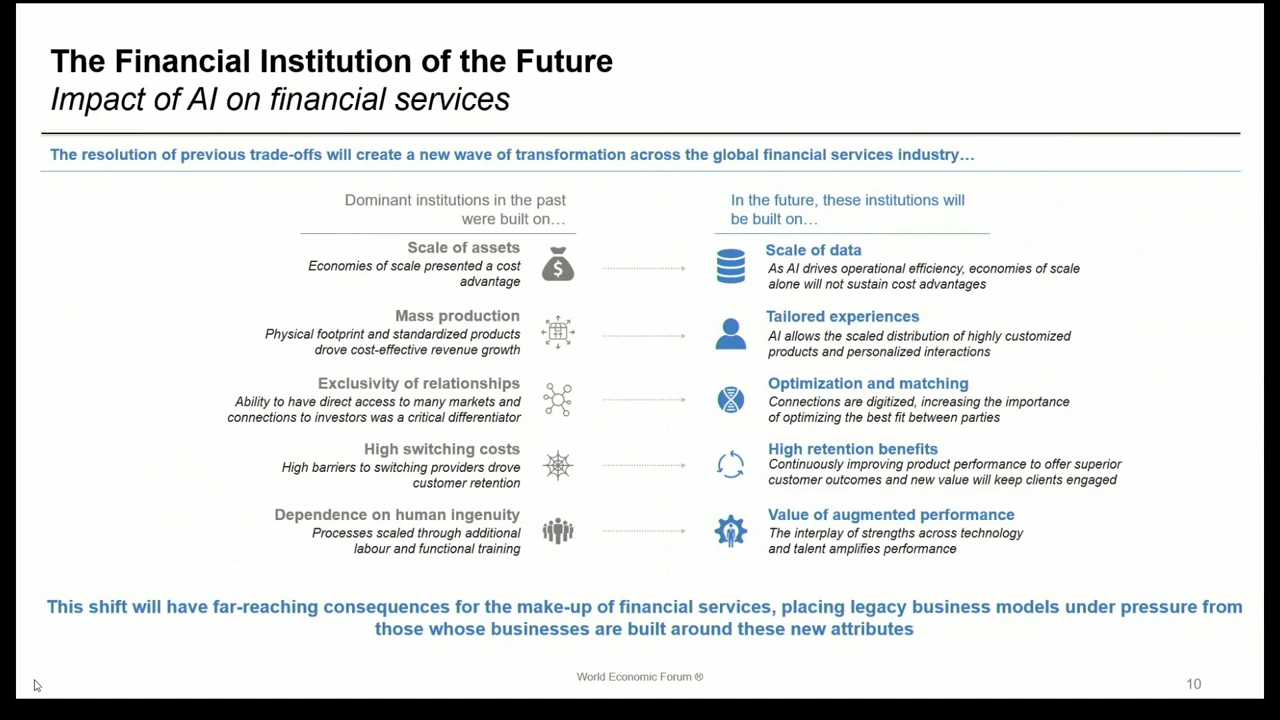 The Financial Institution of the Future
Impact of AI on financial services
The resolution of previous trade-offs will create a new wave of transformation across the global financial services industry…
Dominant institutions in the past
were built on…
In the future, these institutions will
be built on…
Scale of assets
Economies of scale presented a cost
advantage
$
Scale of data
As AI drives operational efficiency, economies of scale
alone will not sustain cost advantages
Mass production
Physical footprint and standardized products
drove cost-effective revenue growth
Tailored experiences
AI allows the scaled distribution of highly customized
products and personalized interactions
Exclusivity of relationships
Ability to have direct access to many markets and
connections to investors was a critical differentiator
Optimization and matching
Connections are digitized, increasing the importance
of optimizing the best fit between parties
High switching costs
High barriers to switching providers drove
customer retention
High retention benefits
Continuously improving product performance to offer superior
customer outcomes and new value will keep clients engaged
Dependence on human ingenuity
Processes scaled through additional
labour and functional training
Value of augmented performance
The interplay of strengths across technology
and talent amplifies performance
This shift will have far-reaching consequences for the make-up of financial services, placing legacy business models under pressure from
those whose businesses are built around these new attributes
World Economic Forum ®
10